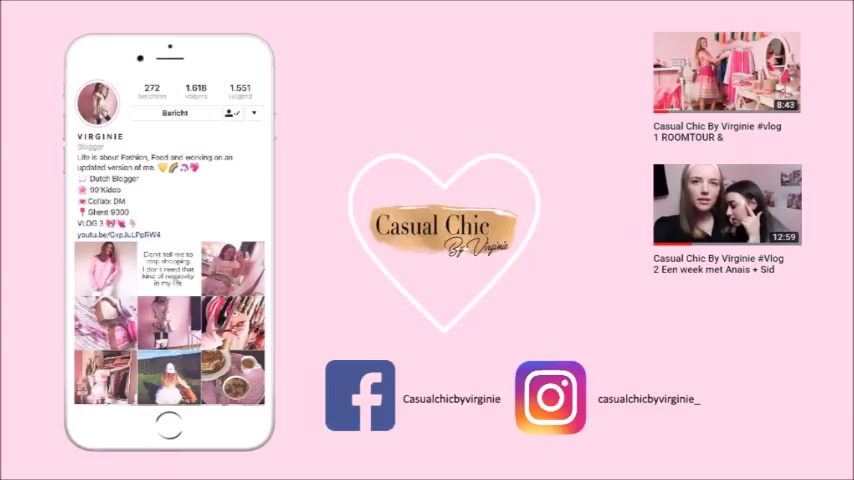 272 1.618 1.551
berichten volgers volgend
Bericht
VIRGINIE
Blogger
Life is about Fashion, Food and working on an
updated version of me. 💛🌈🦄💖
💭 Dutch Blogger
🌸 99'Kidoo
💌 Collab: DM
📍 Ghent 9000
VLOG 3
Dont tell me to
stop shopping.
I don't need that
kind of negativity
in my life
Casual Chic
By Virginie
Casualchicbyvirginie
casualchicbyvirginie_
8:43
Casual Chic By Virginie #vlog
1 ROOMTOUR &
12:59
Casual Chic By Virginie #Vlog
2 Een week met Anais + Sid